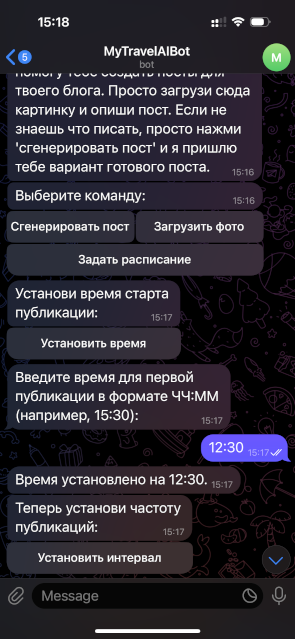 15:18
5
MyTravelAIBot
bot
M
помогу тебе создать посты для
твоего блога. Просто загрузи сюда
картинку и опиши пост. Если не
знаешь что писать, просто нажми
'сгенерировать пост' и я пришлю
тебе вариант готового поста.
15:16
Выберите команду:
15:16
Сгенерировать пост
Загрузить фото
Задать расписание
Установи время старта
публикации:
15:17
Установить время
Введите время для первой
публикации в формате ЧЧ:ММ
(например, 15:30):
15:17
12:30 15:17
Время установлено на 12:30. 15:17
Теперь установи частоту
публикаций:
15:17
Установить интервал
Message